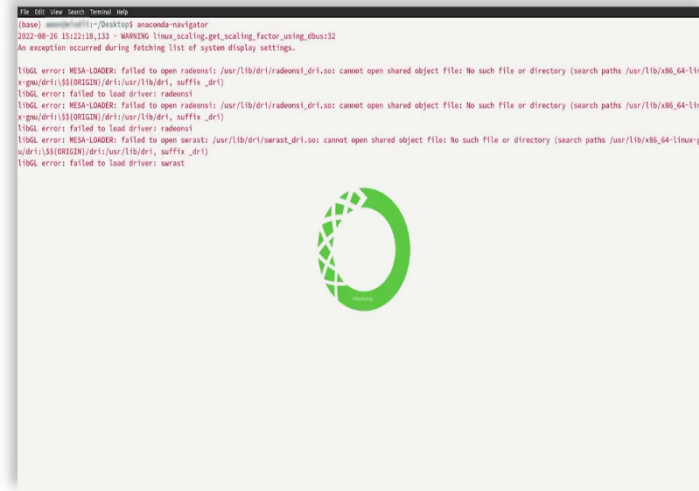 File Edit View Search Terminal Help
(base) :~/Desktop$ anaconda-navigator
2022-08-26 15:22:18,133 - WARNING linux_scaling.get_scaling_factor_using_dbus:32
An exception occurred during fetching list of system display settings.
libGL error: MESA-LOADER: failed to open radeonsi: /usr/lib/dri/radeonsi_dri.so: cannot open shared object file: No such file or directory (search paths /usr/lib/x86_64-lin
x-gnu/dri:\$${ORIGIN}/dri:/usr/lib/dri, suffix _dri)
libGL error: failed to load driver: radeonsi
libGL error: MESA-LOADER: failed to open radeonsi: /usr/lib/dri/radeonsi_dri.so: cannot open shared object file: No such file or directory (search paths /usr/lib/x86_64-lin
x-gnu/dri:\$${ORIGIN}/dri:/usr/lib/dri, suffix _dri)
libGL error: failed to load driver: radeonsi
libGL error: MESA-LOADER: failed to open swrast: /usr/lib/dri/swrast_dri.so: cannot open shared object file: No such file or directory (search paths /usr/lib/x86_64-linux-g
u/dri:\$${ORIGIN}/dri:/usr/lib/dri, suffix _dri)
libGL error: failed to load driver: swrast
Initializing...